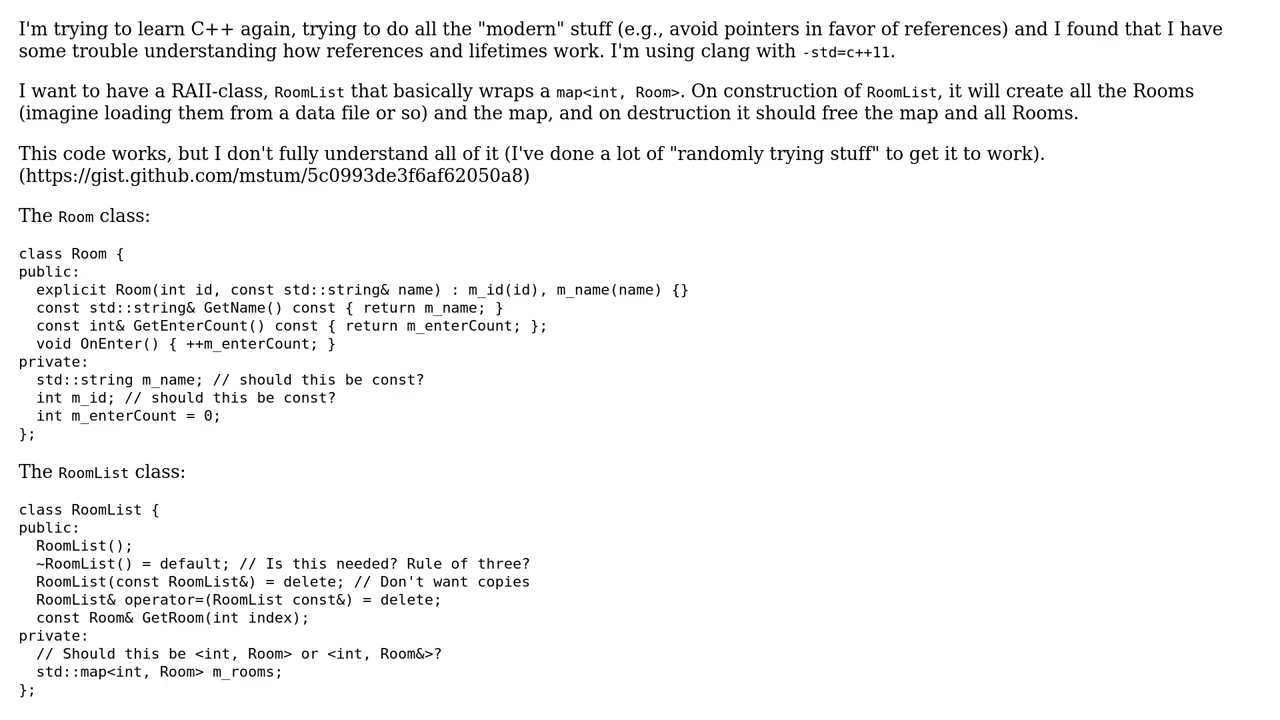 I'm trying to learn C++ again, trying to do all the "modern" stuff (e.g., avoid pointers in favor of references) and I found that I have
some trouble understanding how references and lifetimes work. I'm using clang with -std=c++11.
I want to have a RAII-class, RoomList that basically wraps a map<int, Room>. On construction of RoomList, it will create all the Rooms
(imagine loading them from a data file or so) and the map, and on destruction it should free the map and all Rooms.
This code works, but I don't fully understand all of it (I've done a lot of "randomly trying stuff" to get it to work).
(https://gist.github.com/mstum/5c0993de3f6af62050a8)
The Room class:
class Room {
public:
  explicit Room(int id, const std::string& name) : m_id(id), m_name(name) {}
  const std::string& GetName() const { return m_name; }
  const int& GetEnterCount() const { return m_enterCount; };
  void OnEnter() { ++m_enterCount; }
private:
  std::string m_name; // should this be const?
  int m_id; // should this be const?
  int m_enterCount = 0;
};
The RoomList class:
class RoomList {
public:
  RoomList();
  ~RoomList() = default; // Is this needed? Rule of three?
  RoomList(const RoomList&) = delete; // Don't want copies
  RoomList& operator=(RoomList const&) = delete;
  const Room& GetRoom(int index);
private:
  // Should this be <int, Room> or <int, Room&>?
  std::map<int, Room> m_rooms;
};